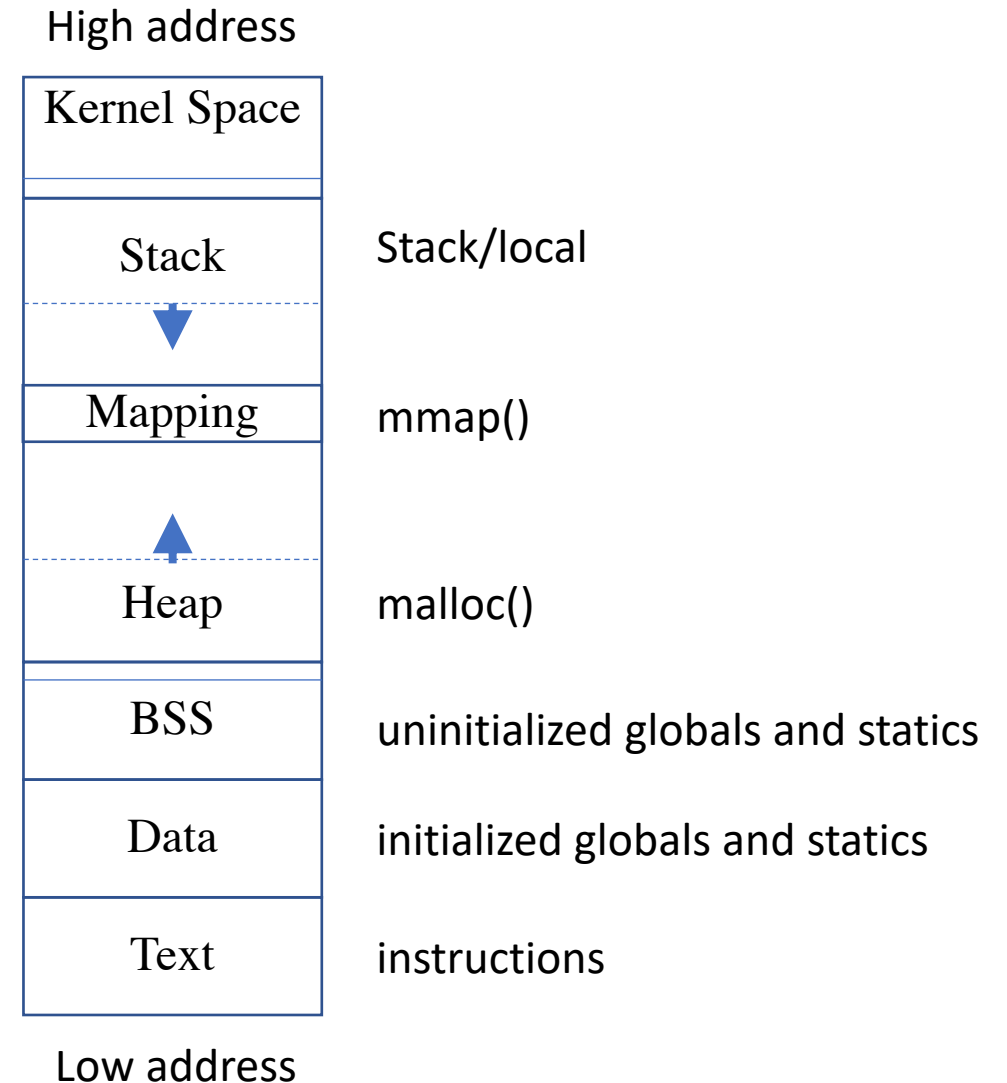 High address
Kernel Space
Stack
Stack/local
Mapping
mmap()
Heap
malloc()
BSS
uninitialized globals and statics
Data
initialized globals and statics
Text
instructions
Low address